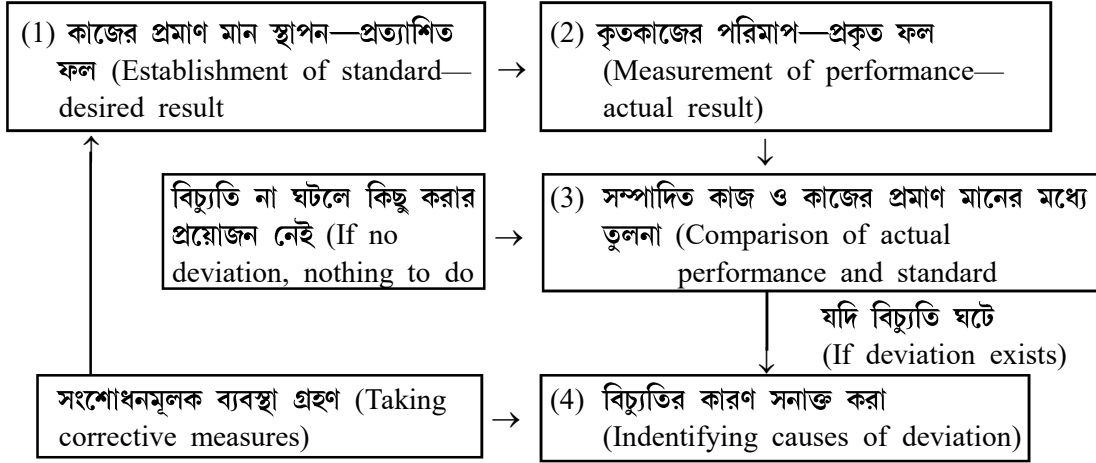 (1) কাজের প্রমাণ মান স্থাপন—প্রত্যাশিত
ফল (Establishment of standard—
desired result
→
(2) কৃতকাজের পরিমাপ—প্রকৃত ফল
(Measurement of performance—
actual result)
↓
বিচ্যুতি না ঘটলে কিছু করার
প্রয়োজন নেই (If no
deviation, nothing to do
→
(3) সম্পাদিত কাজ ও কাজের প্রমাণ মানের মধ্যে
তুলনা (Comparison of actual
performance and standard
যদি বিচ্যুতি ঘটে
(If deviation exists)
সংশোধনমূলক ব্যবস্থা গ্রহণ (Taking
corrective measures)
→
(4) বিচ্যুতির কারণ সনাক্ত করা
(Indentifying causes of deviation)